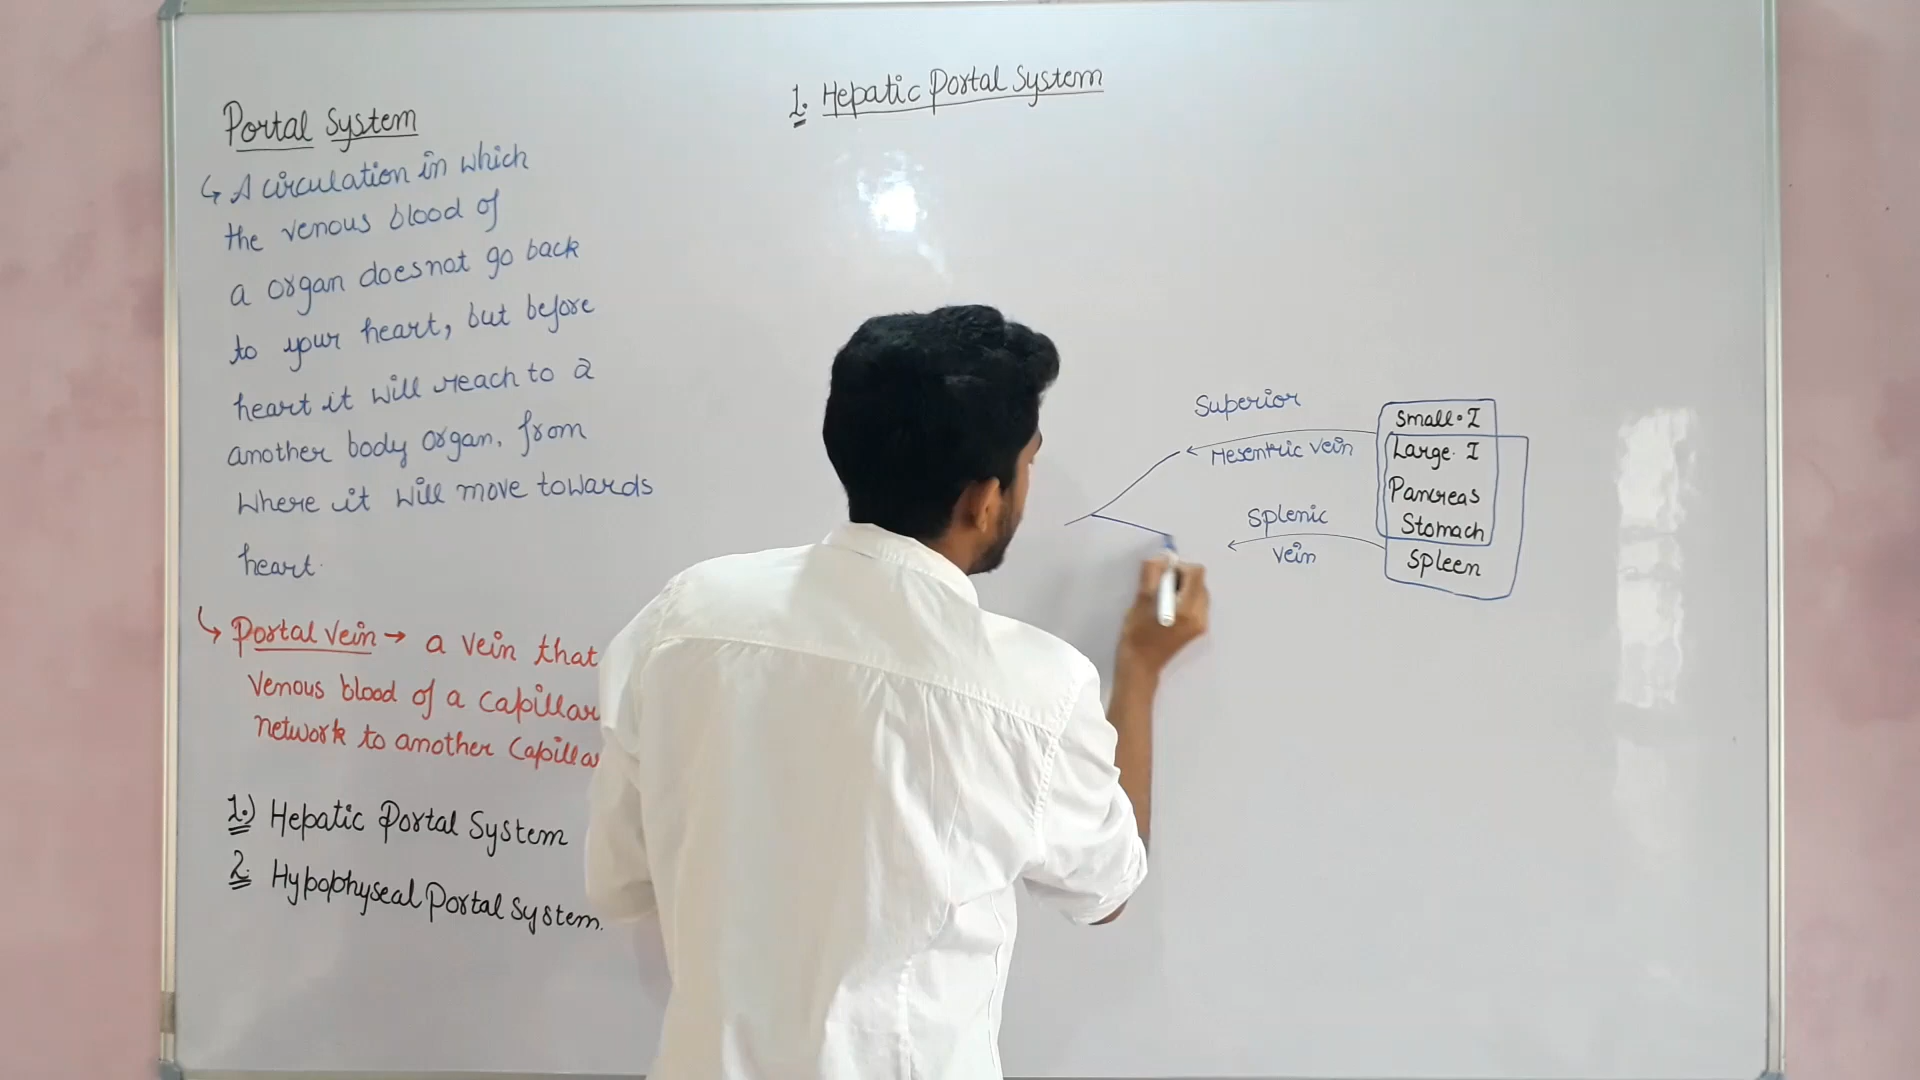 Portal System
↳ A circulation in which
the venous blood of
a organ doesnot go back
to your heart, but before
heart it will reach to a
another body organ, from
Where it will move towards
heart.
↳ Portal Vein → a vein that
Venous blood of a capillar
network to another Capilla
1.) Hepatic Portal System
2. Hypophyseal Portal System.
1. Hepatic Portal System
Superior
Mesentric vein
Splenic
vein
Small. I
Large. I
Pancreas
Stomach
Spleen